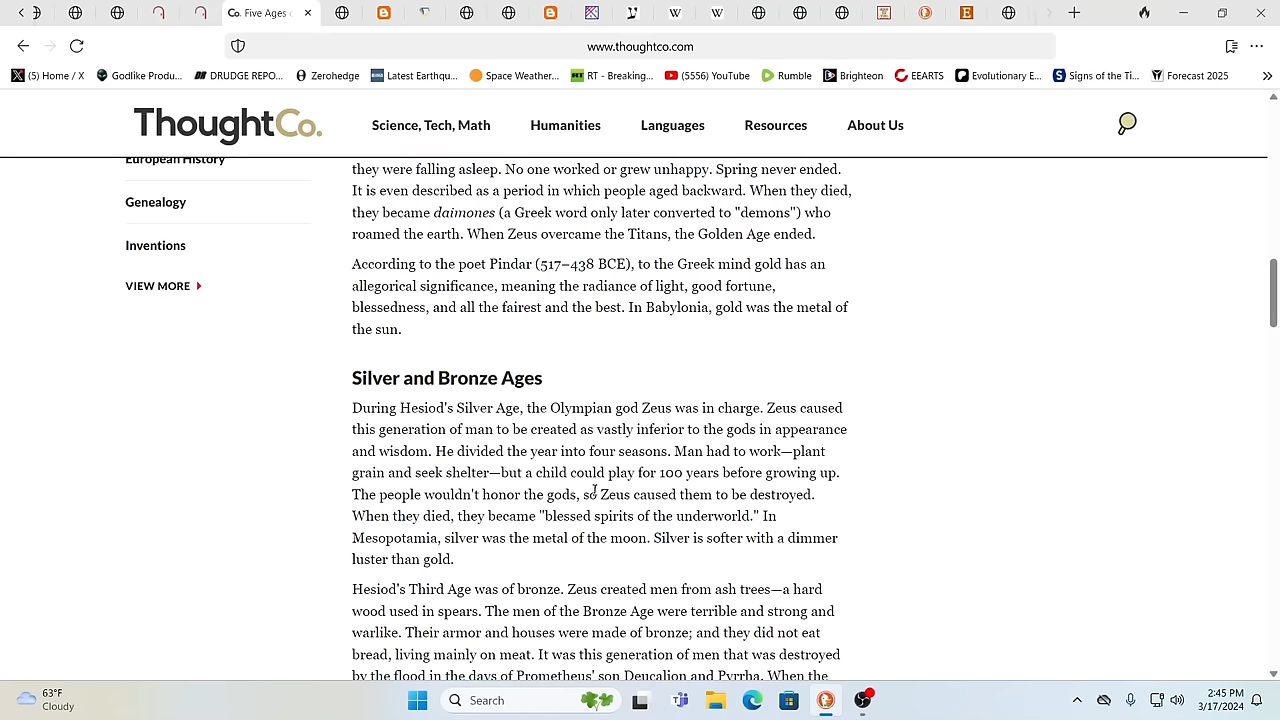 Co. Five Ages
www.thoughtco.com
(5) Home / X
Godlike Produ...
DRUDGE REPO...
Zerohedge
Latest Earthqu...
Space Weather...
RT - Breaking...
(5556) YouTube
Rumble
Brighteon
EEARTS
Evolutionary E...
Signs of the Ti...
Forecast 2025
ThoughtCo.
Science, Tech, Math
Humanities
Languages
Resources
About Us
European History
Genealogy
Inventions
VIEW MORE
they were falling asleep. No one worked or grew unhappy. Spring never ended.
It is even described as a period in which people aged backward. When they died,
they became daimones (a Greek word only later converted to "demons") who
roamed the earth. When Zeus overcame the Titans, the Golden Age ended.
According to the poet Pindar (517–438 BCE), to the Greek mind gold has an
allegorical significance, meaning the radiance of light, good fortune,
blessedness, and all the fairest and the best. In Babylonia, gold was the metal of
the sun.
Silver and Bronze Ages
During Hesiod's Silver Age, the Olympian god Zeus was in charge. Zeus caused
this generation of man to be created as vastly inferior to the gods in appearance
and wisdom. He divided the year into four seasons. Man had to work—plant
grain and seek shelter—but a child could play for 100 years before growing up.
The people wouldn't honor the gods, so Zeus caused them to be destroyed.
When they died, they became "blessed spirits of the underworld." In
Mesopotamia, silver was the metal of the moon. Silver is softer with a dimmer
luster than gold.
Hesiod's Third Age was of bronze. Zeus created men from ash trees—a hard
wood used in spears. The men of the Bronze Age were terrible and strong and
warlike. Their armor and houses were made of bronze; and they did not eat
bread, living mainly on meat. It was this generation of men that was destroyed
by the flood in the days of Prometheus' son Deucalion and Pyrrha. When the
63°F
Cloudy
Search
2:45 PM
3/17/2024